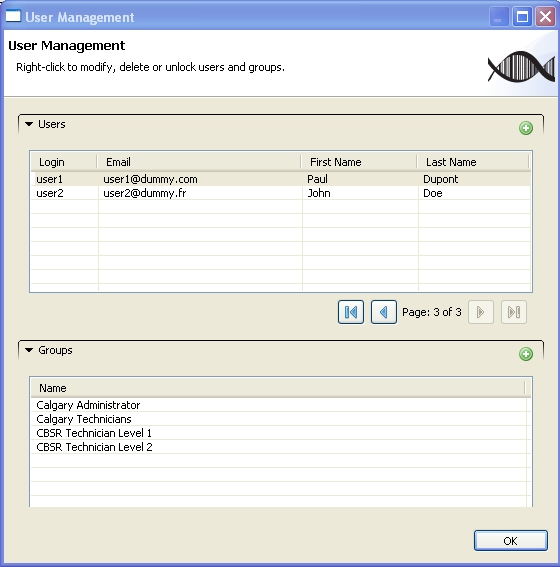 User Management
User Management
Right-click to modify, delete or unlock users and groups.
Users
Login Email First Name Last Name
user1 user1@dummy.com Paul Dupont
user2 user2@dummy.fr John Doe
Page: 3 of 3
Groups
Name
Calgary Administrator
Calgary Technicians
CBSR Technician Level 1
CBSR Technician Level 2
OK